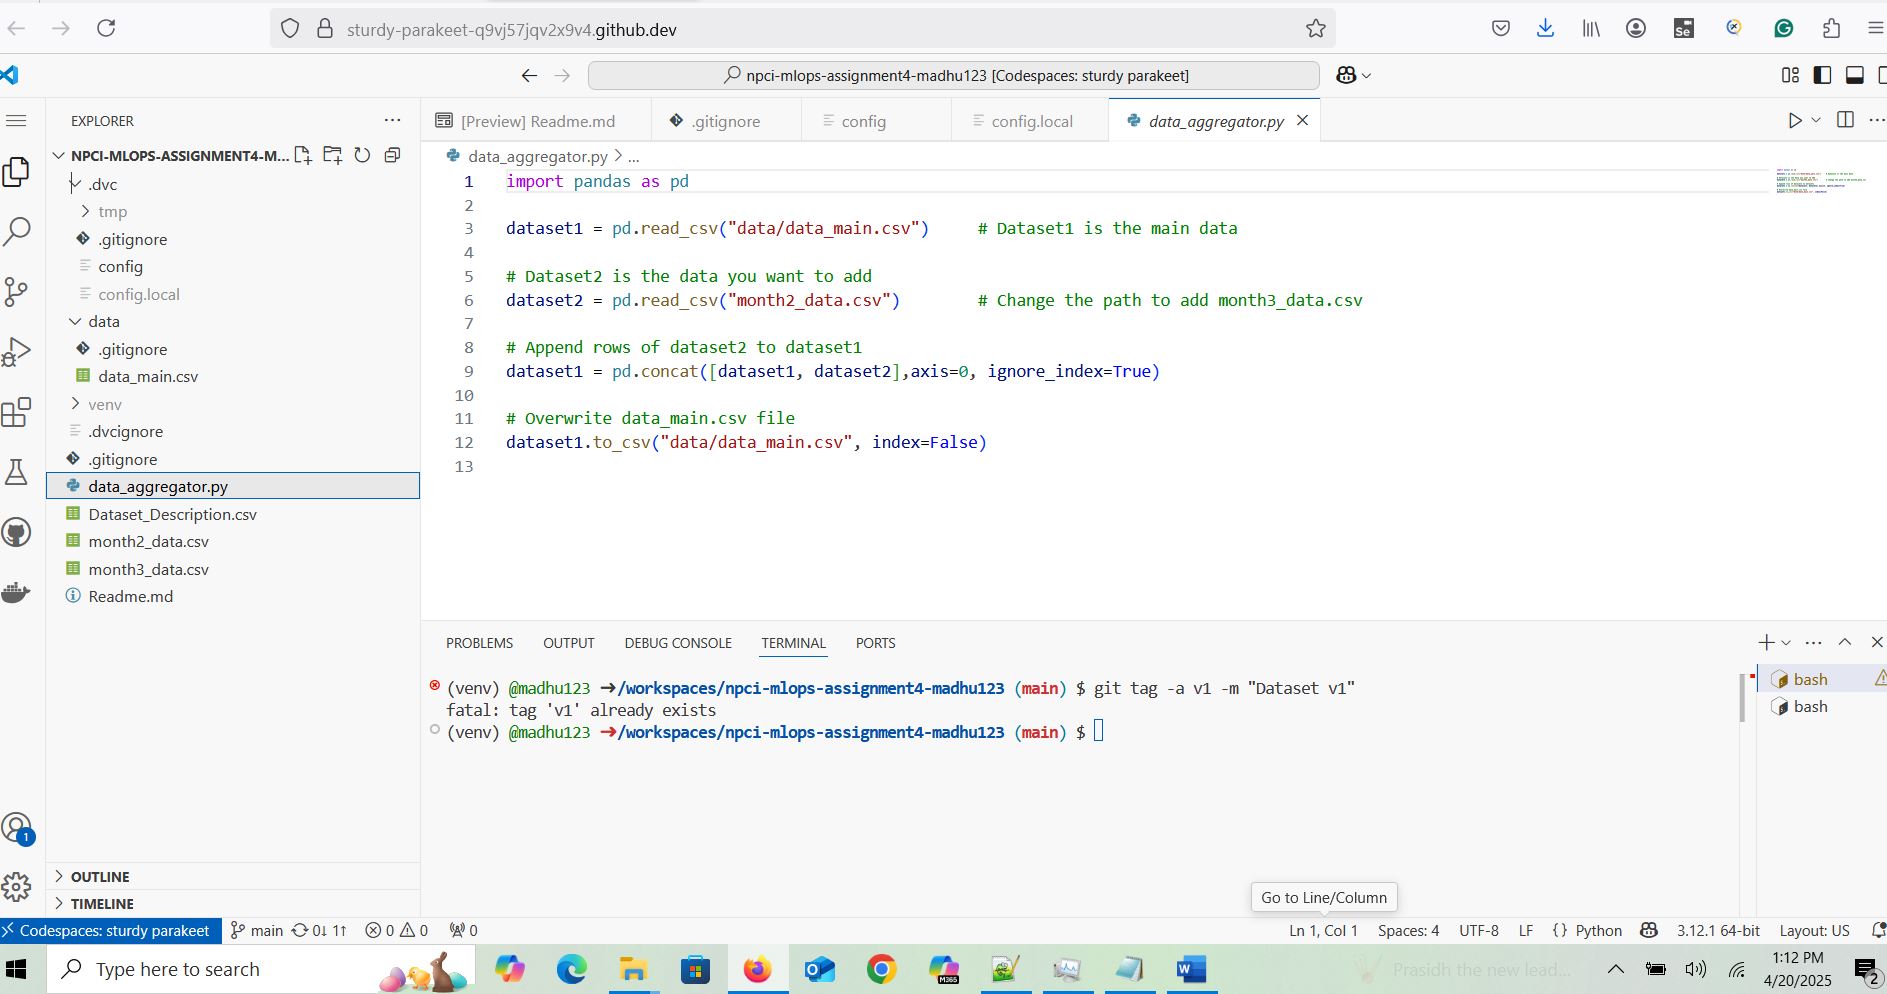 sturdy-parakeet-q9vj57jqv2x9v4.github.dev
npci-mlops-assignment4-madhu123 [Codespaces: sturdy parakeet]
EXPLORER
NPCI-MLOPS-ASSIGNMENT4-M...
.dvc
tmp
.gitignore
config
config.local
data
.gitignore
data_main.csv
venv
.dvcignore
.gitignore
data_aggregator.py
Dataset_Description.csv
month2_data.csv
month3_data.csv
Readme.md
OUTLINE
TIMELINE
[Preview] Readme.md
.gitignore
config
config.local
data_aggregator.py
data_aggregator.py > ...
1 import pandas as pd
2
3 dataset1 = pd.read_csv("data/data_main.csv") # Dataset1 is the main data
4
5 # Dataset2 is the data you want to add
6 dataset2 = pd.read_csv("month2_data.csv") # Change the path to add month3_data.csv
7
8 # Append rows of dataset2 to dataset1
9 dataset1 = pd.concat([dataset1, dataset2],axis=0, ignore_index=True)
10
11 # Overwrite data_main.csv file
12 dataset1.to_csv("data/data_main.csv", index=False)
13
PROBLEMS OUTPUT DEBUG CONSOLE TERMINAL PORTS
(venv) @madhu123 →/workspaces/npci-mlops-assignment4-madhu123 (main) $ git tag -a v1 -m "Dataset v1"
fatal: tag 'v1' already exists
(venv) @madhu123 →/workspaces/npci-mlops-assignment4-madhu123 (main) $
bash
bash
1
Go to Line/Column
Codespaces: sturdy parakeet main 0↓ 1↑ 0 0 0 Ln 1, Col 1 Spaces: 4 UTF-8 LF {} Python 3.12.1 64-bit Layout: US
Type here to search
Se
M365
Prasidh the new lead...
1:12 PM
4/20/2025
2